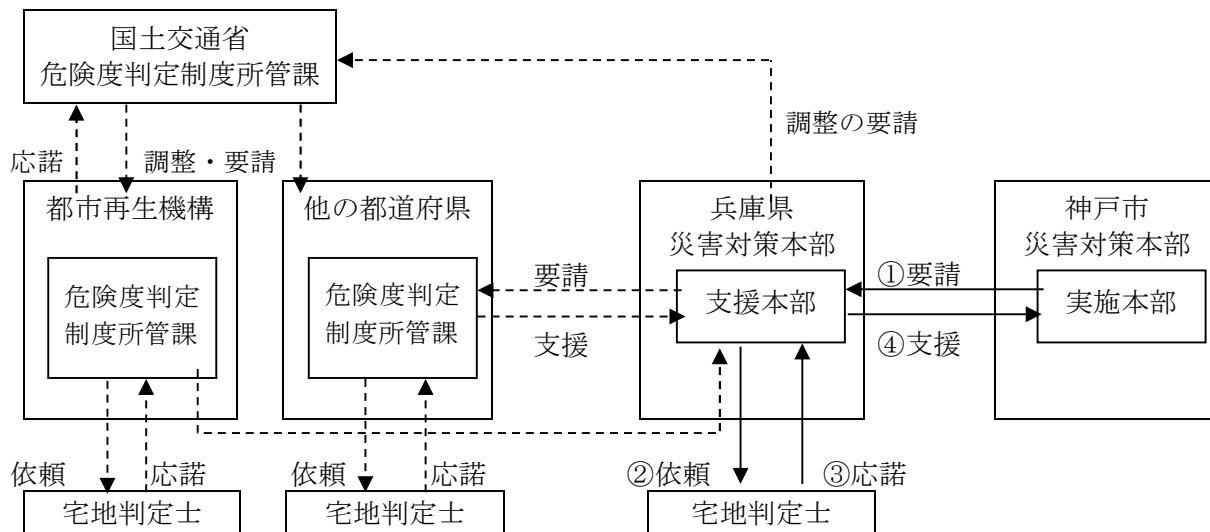 国土交通省
危険度判定制度所管課
調整の要請
応諾
調整・要請
都市再生機構
他の都道府県
兵庫県
災害対策本部
神戸市
災害対策本部
危険度判定
制度所管課
危険度判定
制度所管課
要請
支援
支援本部
①要請
④支援
実施本部
依頼
応諾
依頼
応諾
②依頼
③応諾
宅地判定士
宅地判定士
宅地判定士